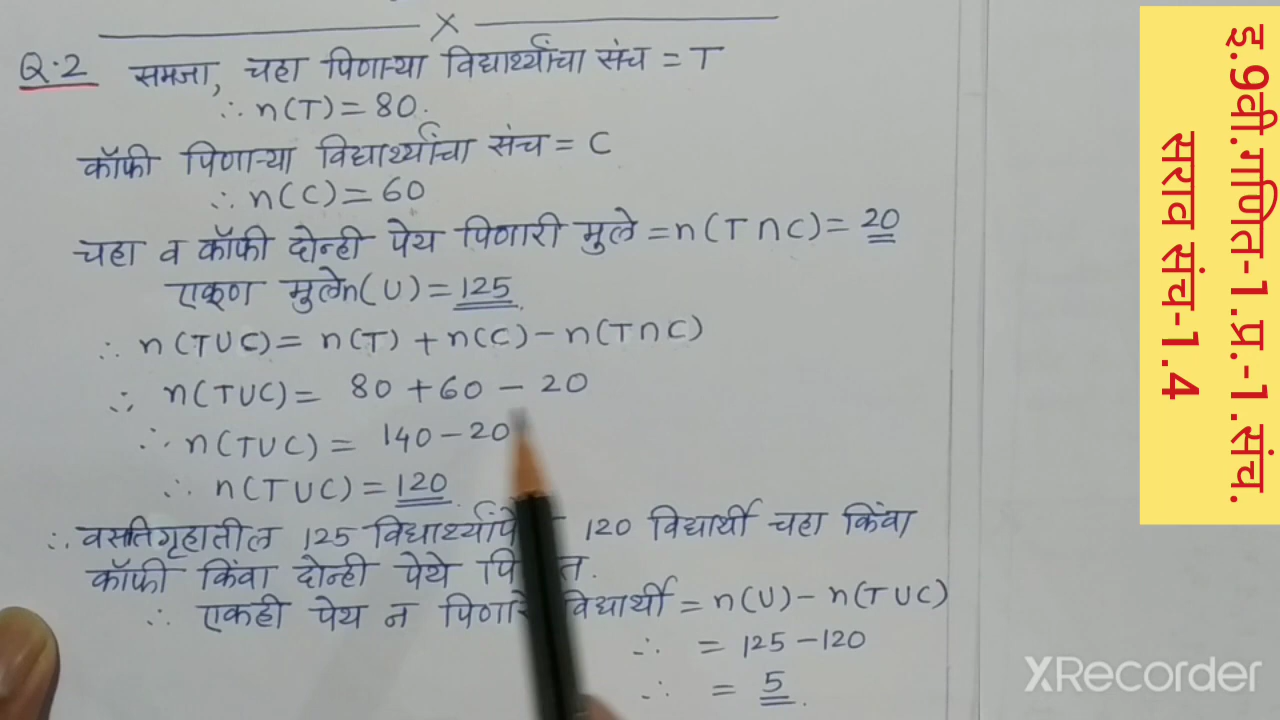 Q.2 समजा, चहा पिणाऱ्या विद्यार्थ्यांचा संच = T
∴ n(T) = 80.
कॉफी पिणाऱ्या विद्यार्थ्यांचा संच = C
∴ n(C) = 60
चहा व कॉफी दोन्ही पेय पिणारी मुले = n(T∩C) = 20
एकूण मुले n(U) = 125
∴ n(T∪C) = n(T) + n(C) – n(T∩C)
∴ n(T∪C) = 80 + 60 – 20
∴ n(T∪C) = 140 – 20
∴ n(T∪C) = 120
∴ वसतिगृहातील 125 120 विद्यार्थी चहा किंवा
कॉफी किंवा दोन्ही पेये
∴ एकही पेय न पिणारे विद्यार्थी = n(U) – n(T∪C)
∴ = 125 – 120
∴ = 5.
इ.9वी.गणित-1.प्र.-1.संच.
सराव संच-1.4
XRecorder